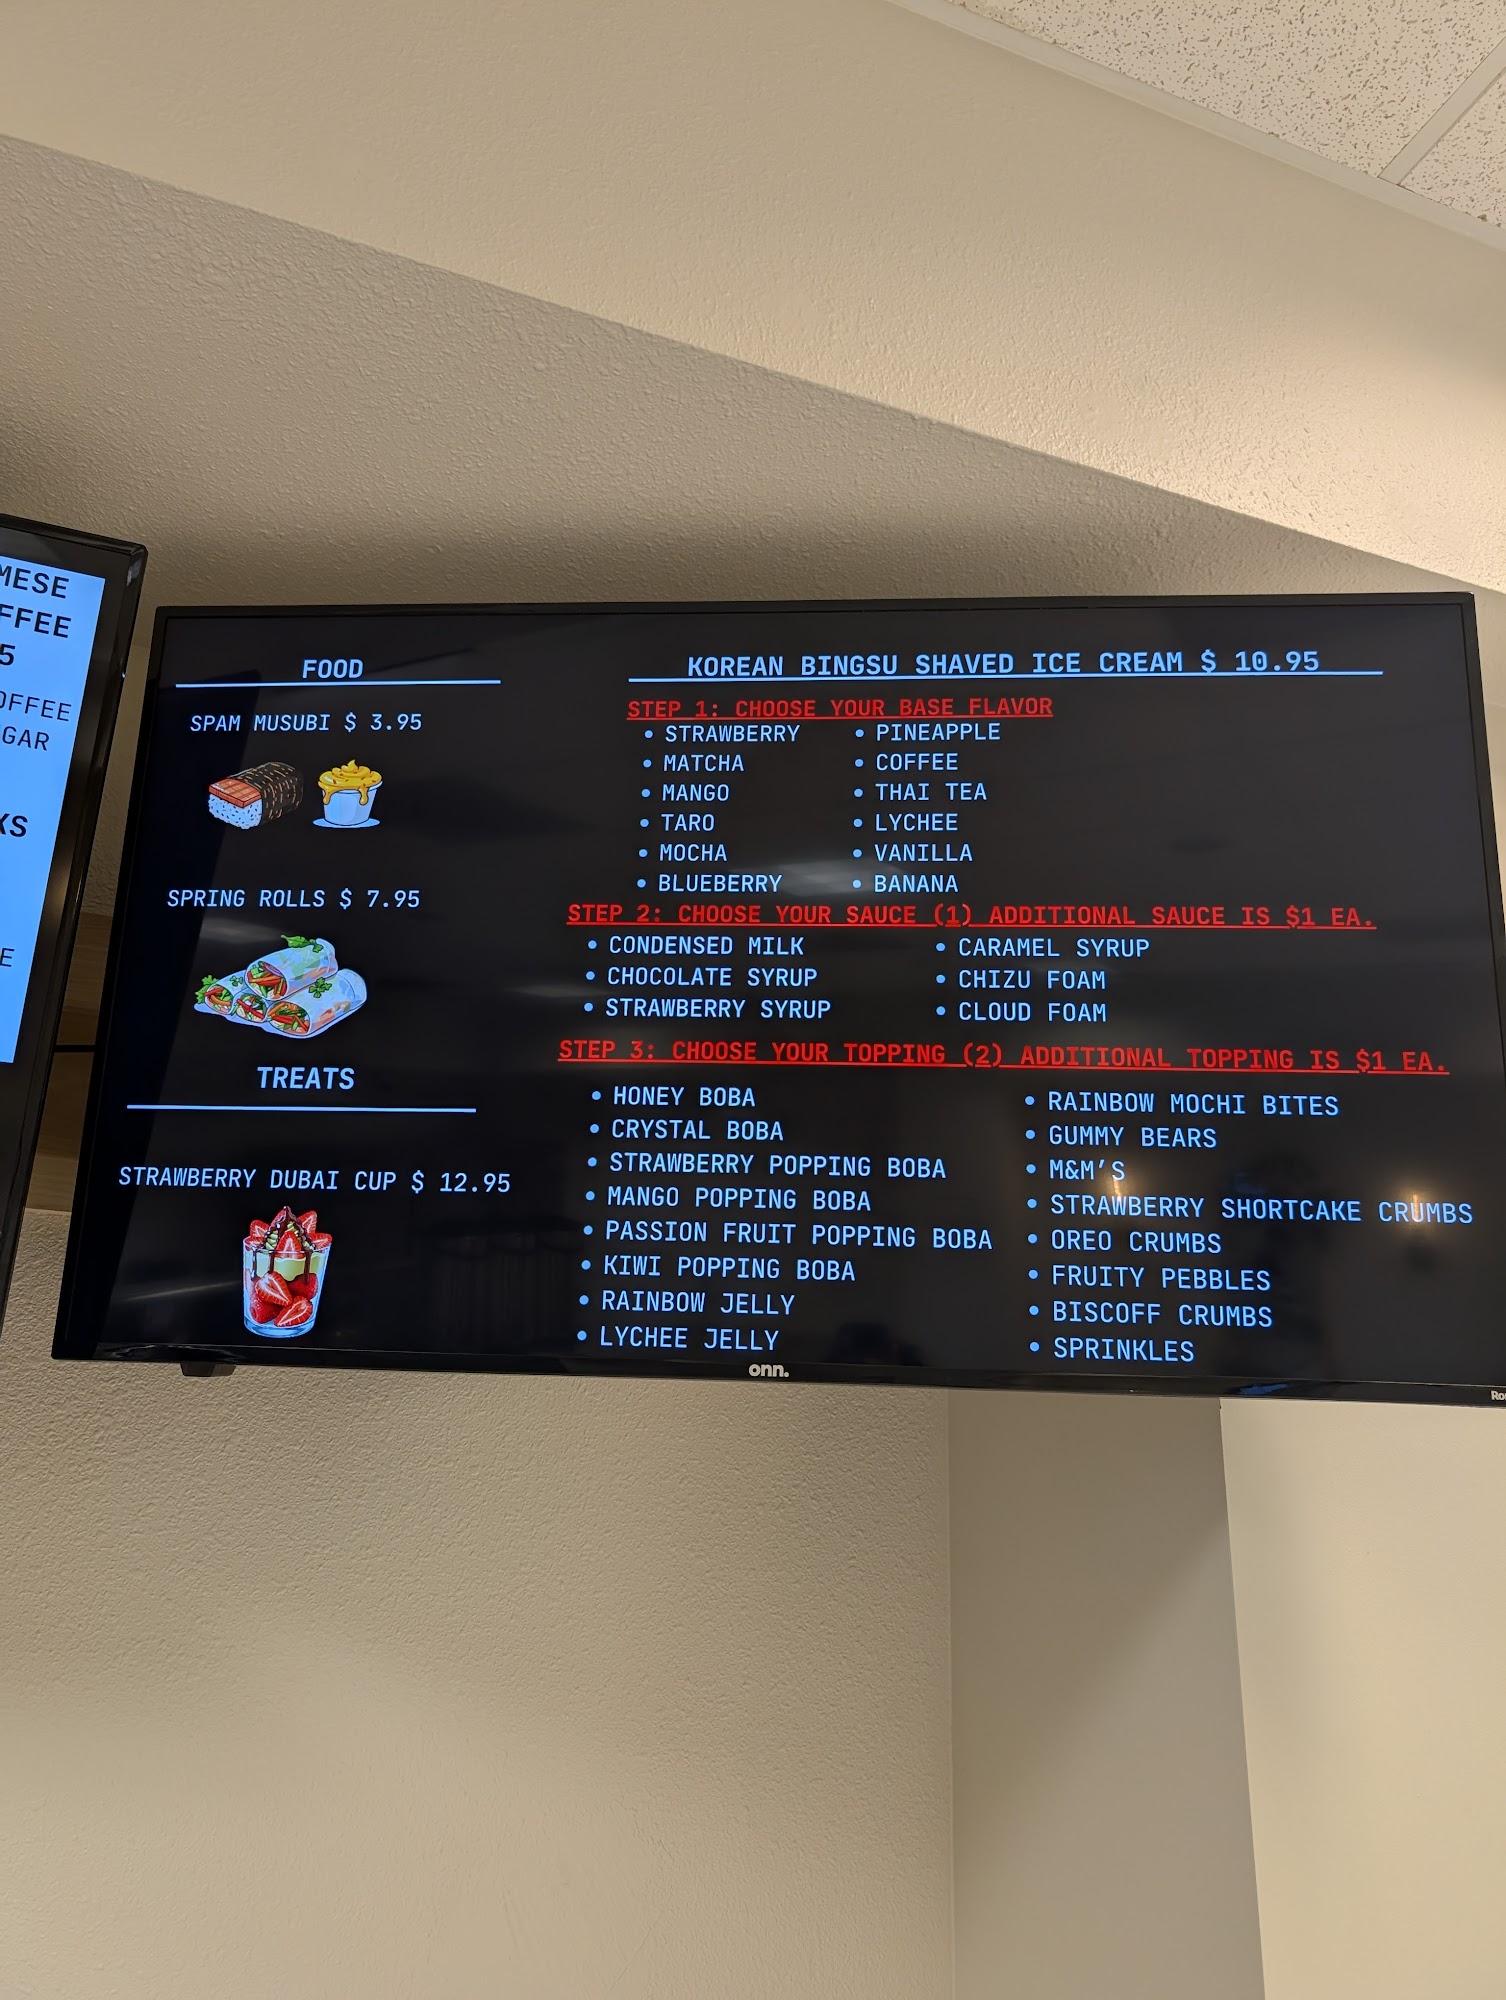 MESE
FFEE
5
OFFEE
GAR
KS
E
FOOD
SPAM MUSUBI $ 3.95
SPRING ROLLS $ 7.95
TREATS
STRAWBERRY DUBAI CUP $ 12.95
KOREAN BINGSU SHAVED ICE CREAM $ 10.95
STEP 1: CHOOSE YOUR BASE FLAVOR
• STRAWBERRY
• MATCHA
• MANGO
• TARO
• MOCHA
• BLUEBERRY
• PINEAPPLE
• COFFEE
• THAI TEA
• LYCHEE
• VANILLA
• BANANA
STEP 2: CHOOSE YOUR SAUCE (1) ADDITIONAL SAUCE IS $1 EA.
• CONDENSED MILK
• CHOCOLATE SYRUP
• STRAWBERRY SYRUP
• CARAMEL SYRUP
• CHIZU FOAM
• CLOUD FOAM
STEP 3: CHOOSE YOUR TOPPING (2) ADDITIONAL TOPPING IS $1 EA.
• HONEY BOBA
• CRYSTAL BOBA
• STRAWBERRY POPPING BOBA
• MANGO POPPING BOBA
• PASSION FRUIT POPPING BOBA
• KIWI POPPING BOBA
• RAINBOW JELLY
• LYCHEE JELLY
• RAINBOW MOCHI BITES
• GUMMY BEARS
• M&M'S
• STRAWBERRY SHORTCAKE CRUMBS
• OREO CRUMBS
• FRUITY PEBBLES
• BISCOFF CRUMBS
• SPRINKLES
onn.
Ro